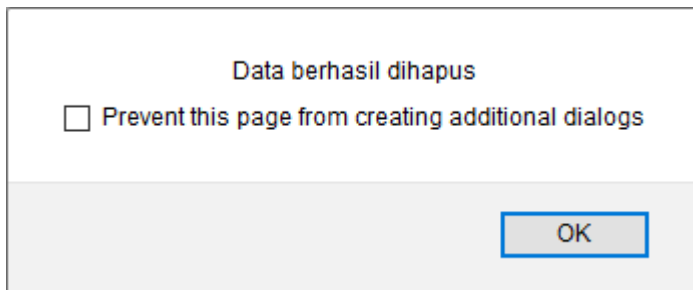 Data berhasil dihapus
Prevent this page from creating additional dialogs
OK